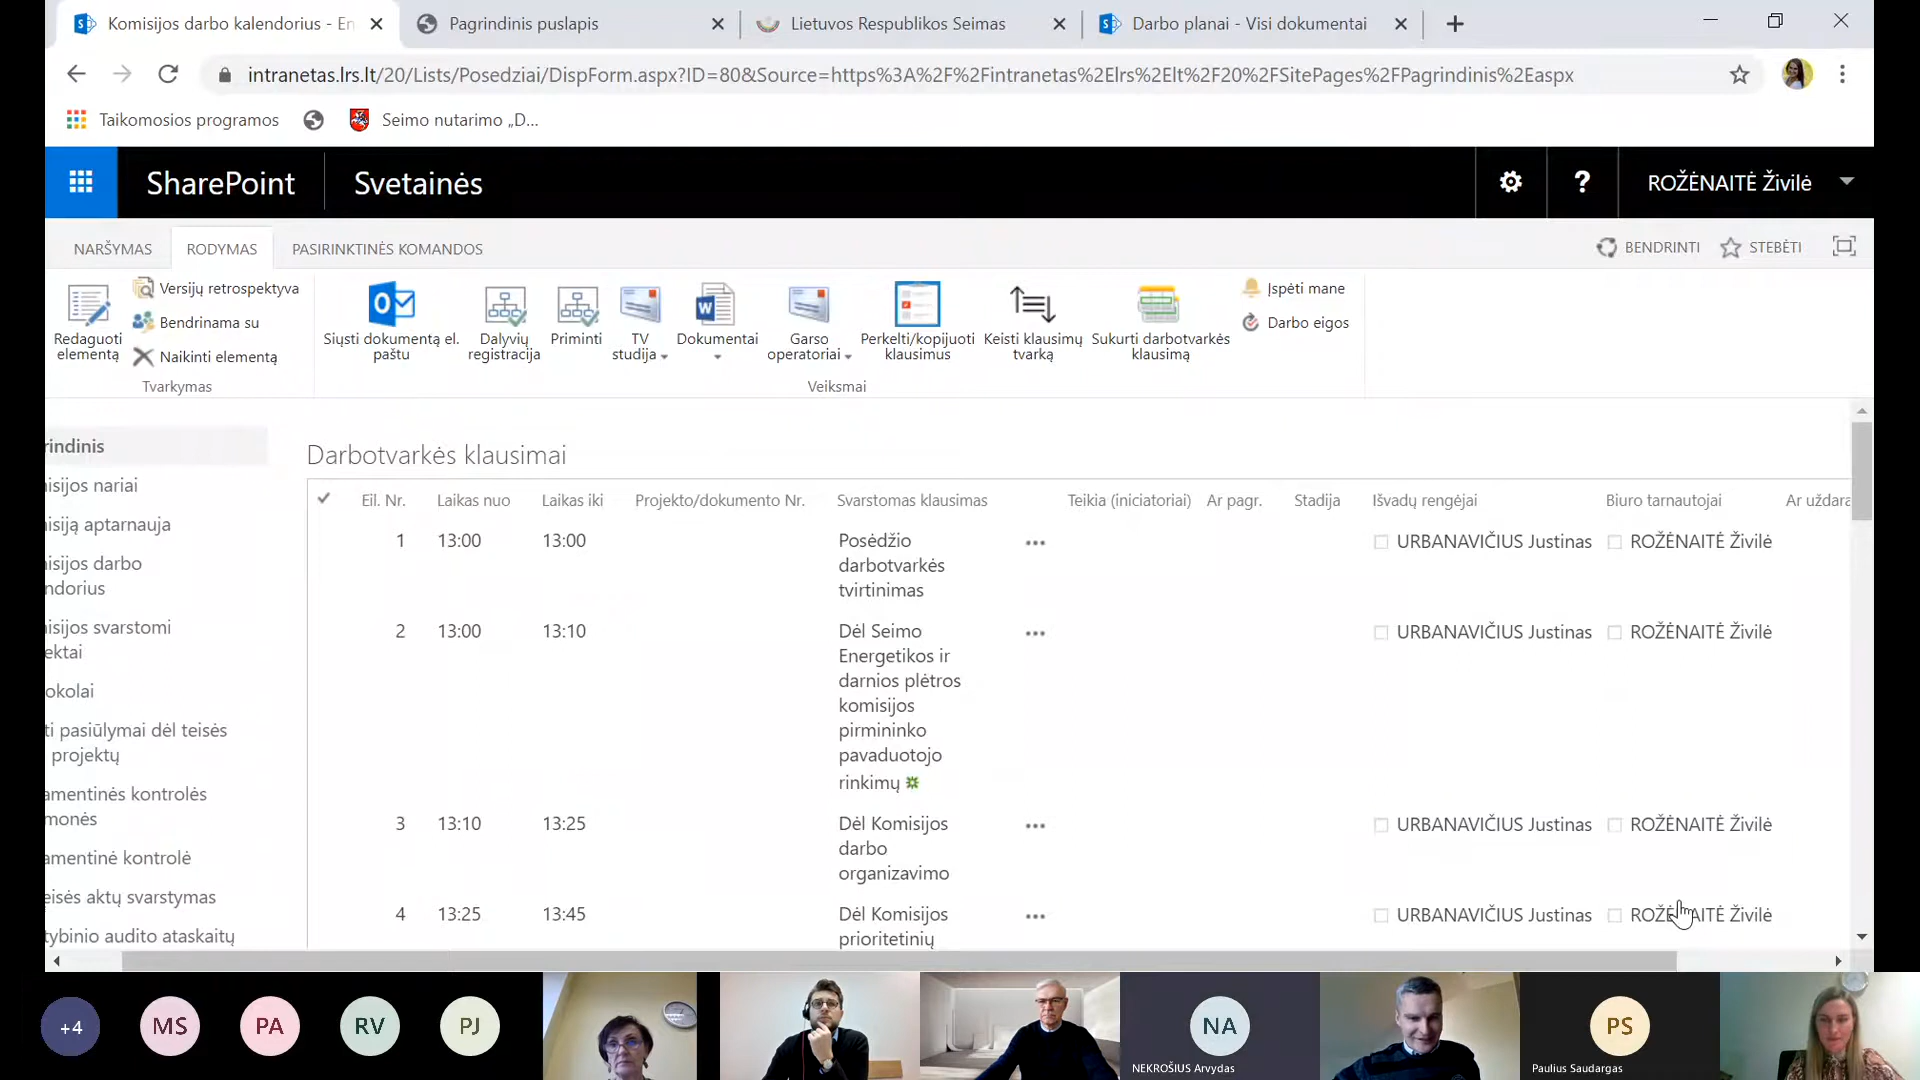 Komisijos darbo kalendorius - En
Pagrindinis puslapis
Lietuvos Respublikos Seimas
Darbo planai - Visi dokumentai
intranetas.lrs.lt/20/Lists/Posedziai/DispForm.aspx?ID=80&Source=https%3A%2F%2Fintranetas%2Elrs%2Elt%2F20%2FSitePages%2FPagrindinis%2Easpx
Taikomosios programos
Seimo nutarimo „D...
SharePoint
Svetainės
?
ROŽĖNAITĖ Živilė
NARŠYMAS
RODYMAS
PASIRINKTINĖS KOMANDOS
BENDRINTI
STEBĖTI
Redaguoti
elementą
Versijų retrospektyva
Bendrinama su
Naikinti elementą
Tvarkymas
Siųsti dokumentą el.
paštu
Dalyvių
registracija
Priminti
TV
studija
Dokumentai
Garso
operatoriai
Perkelti/kopijuoti
klausimus
Keisti klausimų
tvarką
Sukurti darbotvarkės
klausimą
Veiksmai
Įspėti mane
Darbo eigos
rindinis
isijos nariai
isiją aptarnauja
isijos darbo
ndorius
isijos svarstomi
ektai
okolai
ti pasiūlymai dėl teisės
projektų
amentinės kontrolės
monės
amentinė kontrolė
eisės aktų svarstymas
tybinio audito ataskaitų
Darbotvarkės klausimai
Eil. Nr. Laikas nuo Laikas iki Projekto/dokumento Nr. Svarstomas klausimas Teikia (iniciatoriai) Ar pagr. Stadija Išvadų rengėjai Biuro tarnautojai Ar uždara
1 13:00 13:00 Posėdžio ... URBANAVIČIUS Justinas ROŽĖNAITĖ Živilė
darbotvarkės
tvirtinimas
2 13:00 13:10 Dėl Seimo ... URBANAVIČIUS Justinas ROŽĖNAITĖ Živilė
Energetikos ir
darnios plėtros
komisijos
pirmininko
pavaduotojo
rinkimų
3 13:10 13:25 Dėl Komisijos ... URBANAVIČIUS Justinas ROŽĖNAITĖ Živilė
darbo
organizavimo
4 13:25 13:45 Dėl Komisijos ... URBANAVIČIUS Justinas ROŽĖNAITĖ Živilė
prioritetinių
+4
MS
PA
RV
PJ
NA
NEKROŠIUS Arvydas
PS
Paulius Saudargas